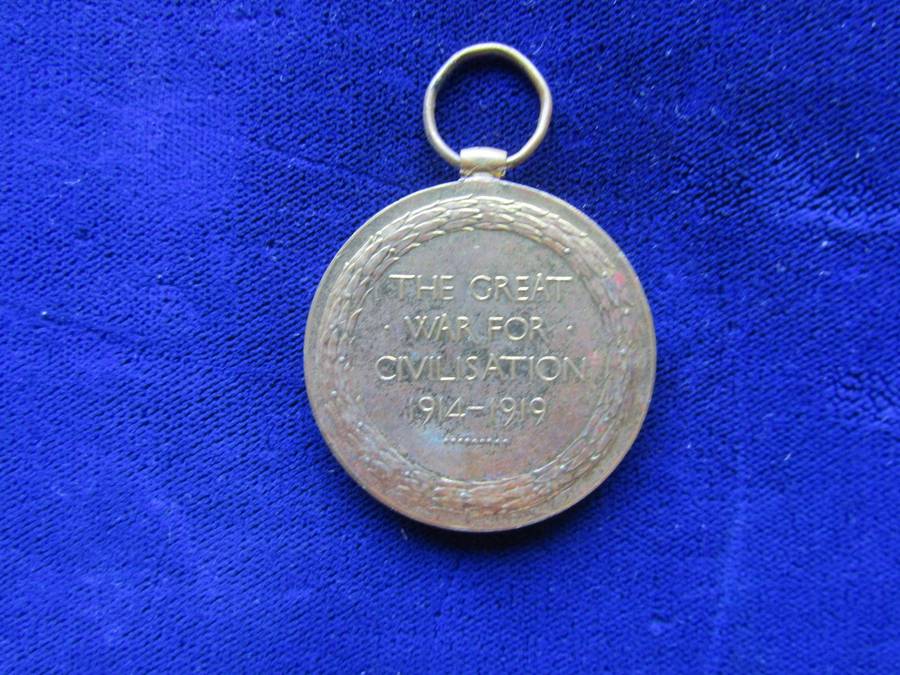 THE GREAT
· WAR FOR ·
CIVILISATION
1914-1919